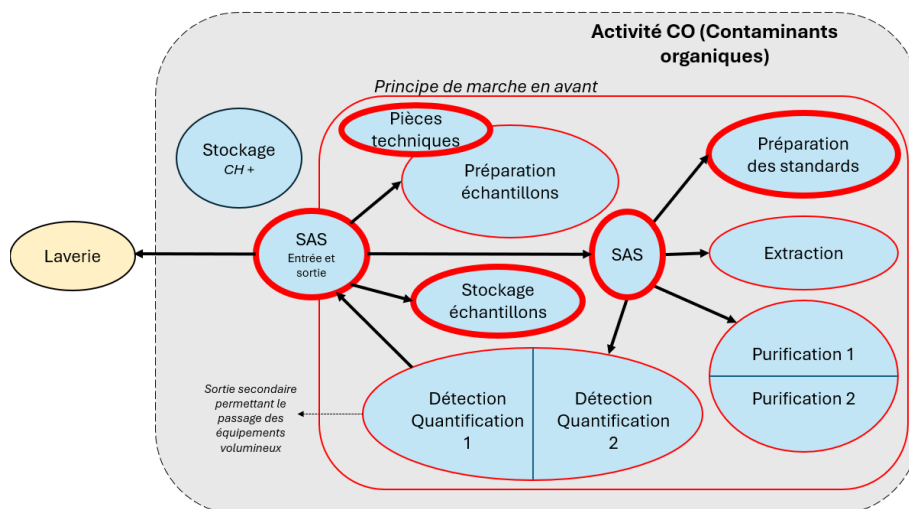 Activité CO (Contaminants
organiques)
Principe de marche en avant
Pièces
techniques
Stockage
CH +
Préparation
échantillons
Préparation
des standards
SAS
Entrée et
sortie
SAS
Laverie
Extraction
Stockage
échantillons
Purification 1
Purification 2
Détection
Quantification
1
Détection
Quantification
2
Sortie secondaire
permettant le
passage des
équipements
volumineux